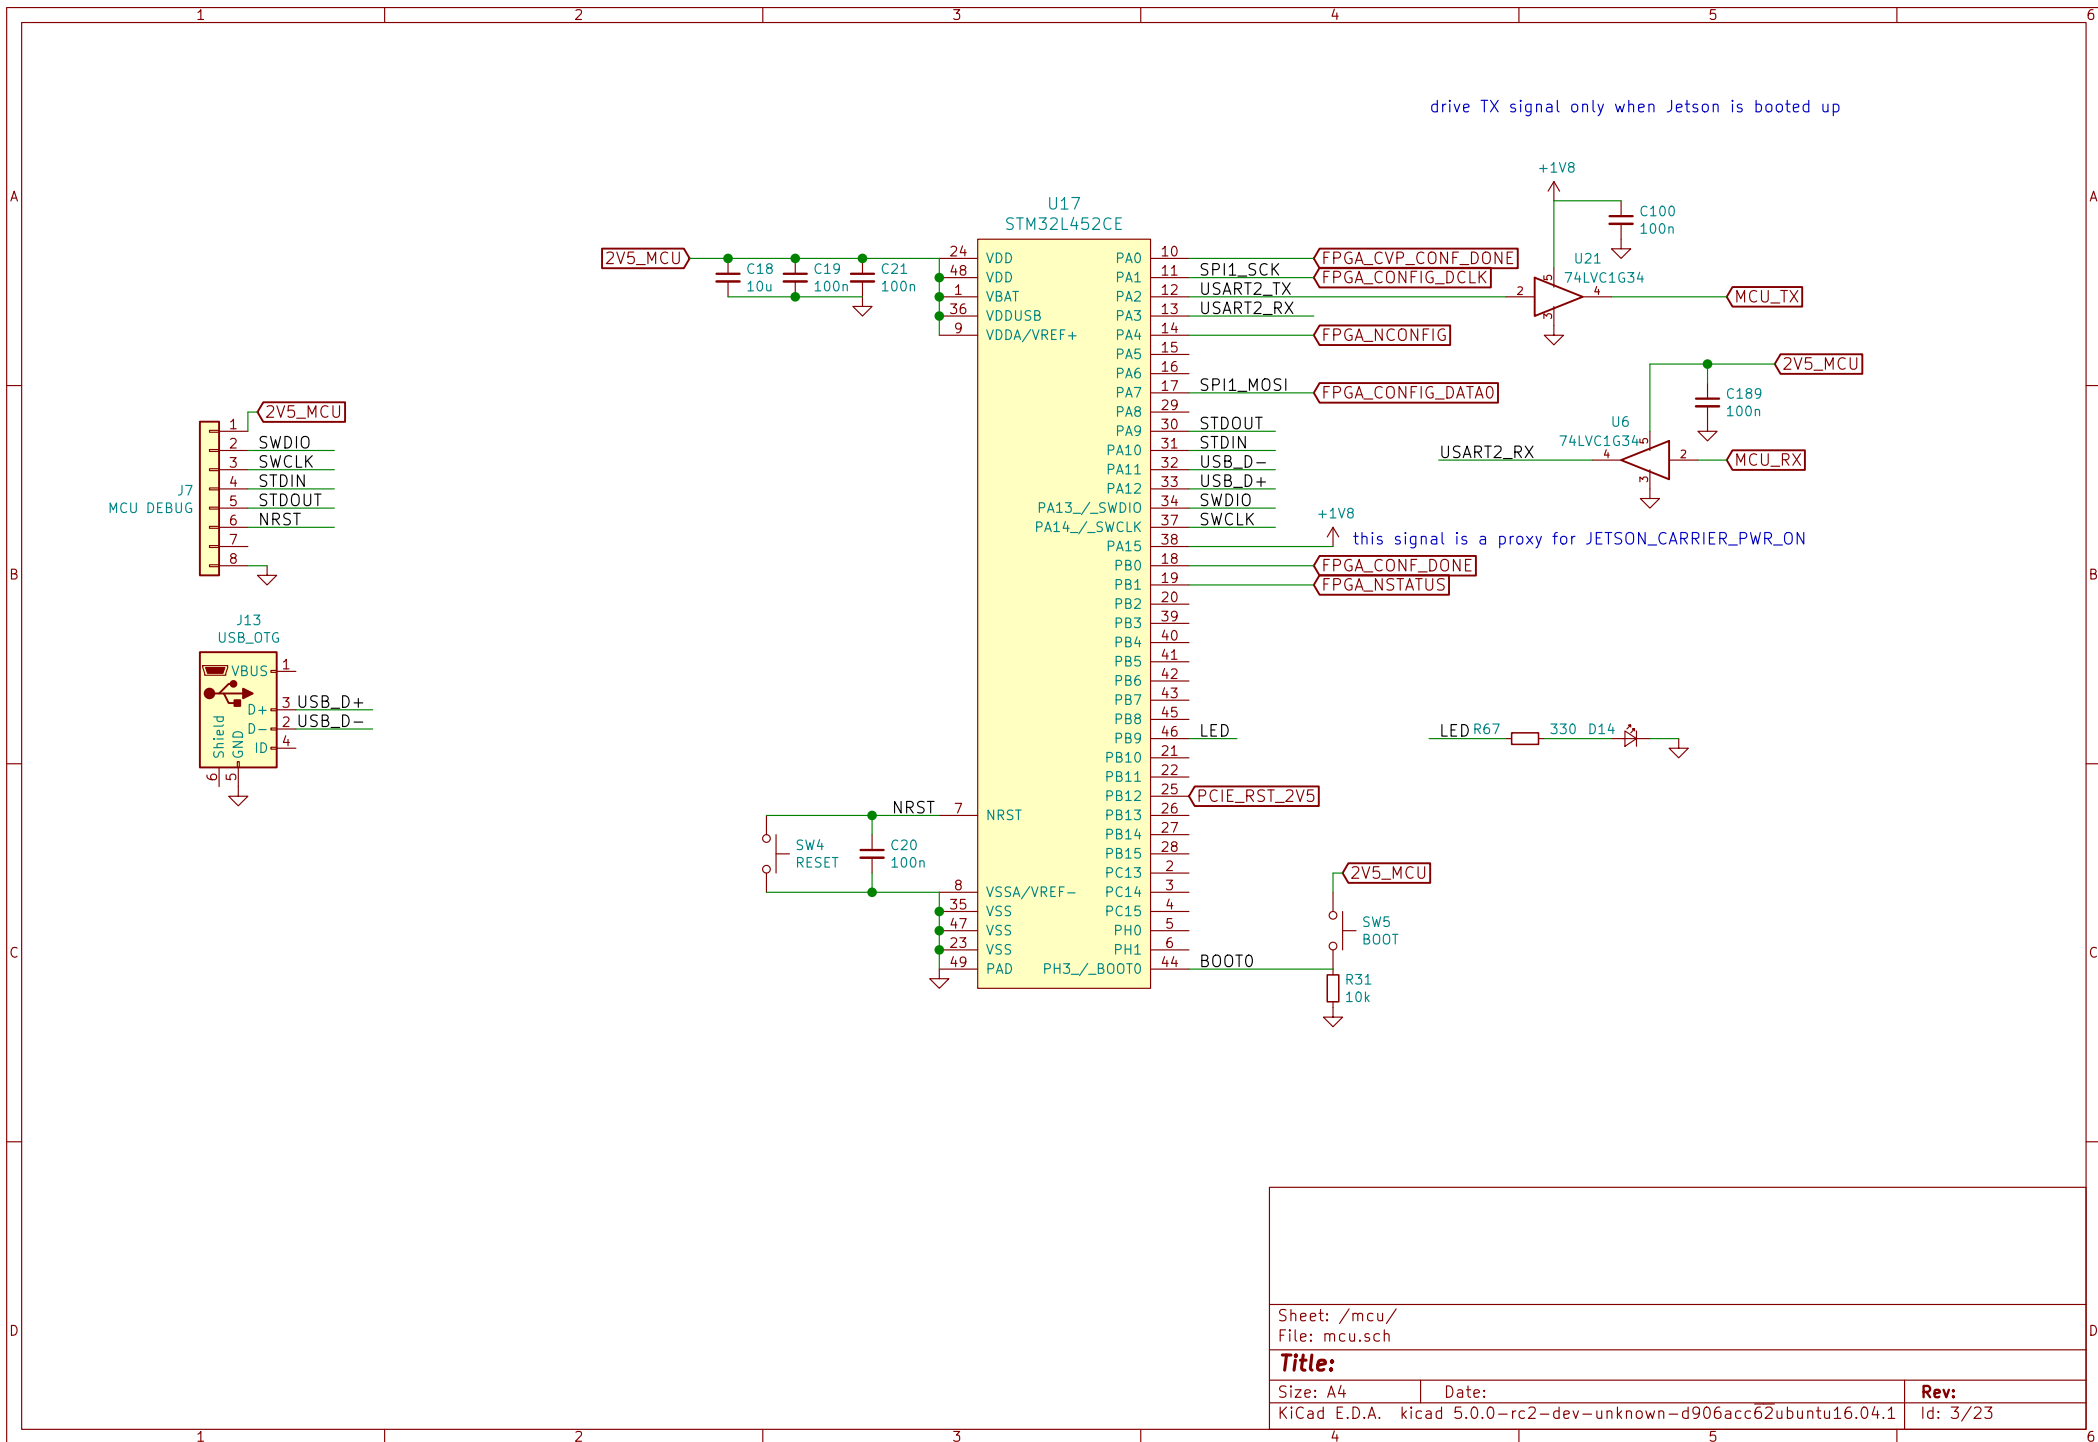 1 2 3 4 5 6
A A
B B
C C
D D
1 2 3 4 5 6
drive TX signal only when Jetson is booted up
+1V8
C100
100n
U21
74LVC1G34
5
2
4
3
MCU_TX
2V5_MCU
C189
100n
U6
74LVC1G34
5
USART2_RX
4
2
3
MCU_RX
U17
STM32L452CE
2V5_MCU
C18
10u
C19
100n
C21
100n
24 VDD
48 VDD
1 VBAT
36 VDDUSB
9 VDDA/VREF+
NRST 7 NRST
8 VSSA/VREF-
35 VSS
47 VSS
23 VSS
49 PAD
PA0 10 FPGA_CVP_CONF_DONE
PA1 11 SPI1_SCK FPGA_CONFIG_DCLK
PA2 12 USART2_TX
PA3 13 USART2_RX
PA4 14 FPGA_NCONFIG
PA5 15
PA6 16
PA7 17 SPI1_MOSI FPGA_CONFIG_DATA0
PA8 29
PA9 30 STDOUT
PA10 31 STDIN
PA11 32 USB_D-
PA12 33 USB_D+
PA13_/_SWDIO 34 SWDIO
PA14_/_SWCLK 37 SWCLK
PA15 38
+1V8
this signal is a proxy for JETSON_CARRIER_PWR_ON
PB0 18 FPGA_CONF_DONE
PB1 19 FPGA_NSTATUS
PB2 20
PB3 39
PB4 40
PB5 41
PB6 42
PB7 43
PB8 45
PB9 46 LED
PB10 21
PB11 22
PB12 25 PCIE_RST_2V5
PB13 26
PB14 27
PB15 28
PC13 2
PC14 3
PC15 4
PH0 5
PH1 6
PH3_/_BOOT0 44 BOOT0
LED R67 330 D14
2V5_MCU
SW5
BOOT
R31
10k
SW4
RESET
C20
100n
2V5_MCU
1
2 SWDIO
3 SWCLK
4 STDIN
5 STDOUT
6 NRST
7
8
J7
MCU DEBUG
J13
USB_OTG
VBUS 1
D+ 3 USB_D+
D- 2 USB_D-
ID 4
Shield
GND
6
5
Sheet: /mcu/
File: mcu.sch
Title:
Size: A4 Date: Rev:
KiCad E.D.A. kicad 5.0.0-rc2-dev-unknown-d906acc62ubuntu16.04.1 Id: 3/23